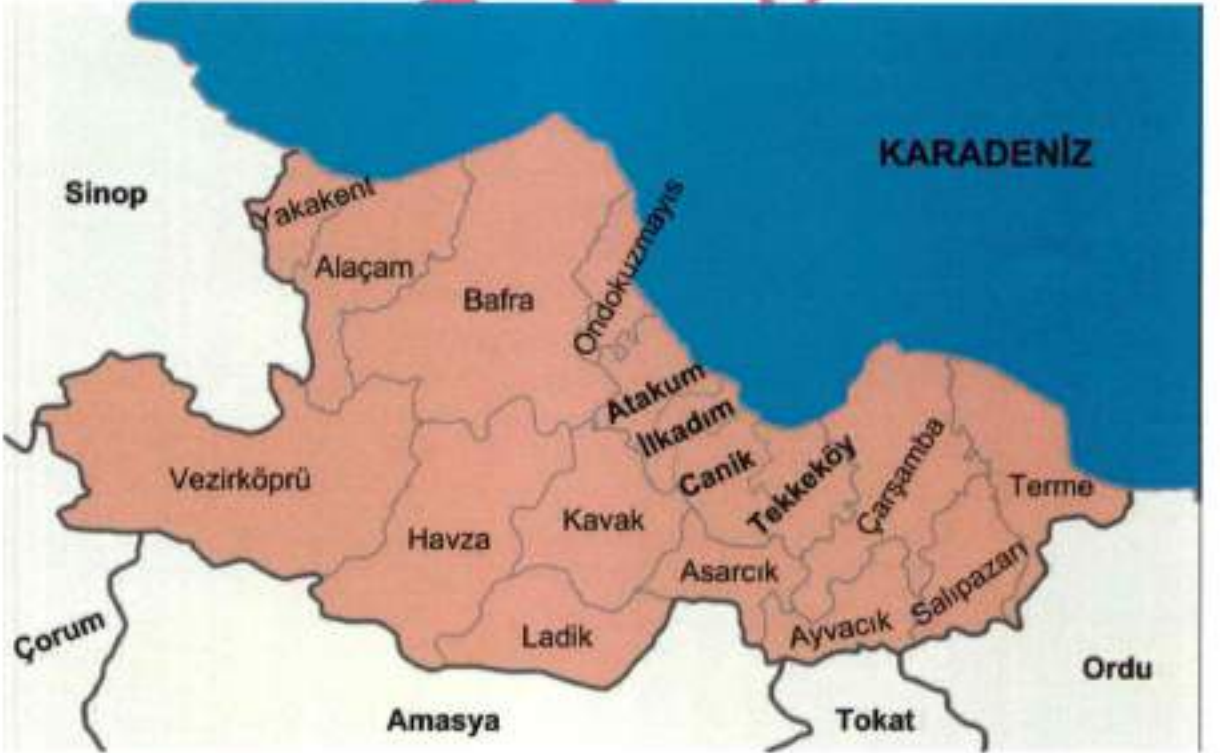 KARADENİZ
Sinop
Yakakent
Alaçam
Bafra
Ondokuzmayıs
Atakum
İlkadım
Canik
Tekkeköy
Çarşamba
Terme
Vezirköprü
Havza
Kavak
Asarcık
Ladik
Ayvacık
Salıpazarı
Çorum
Amasya
Tokat
Ordu